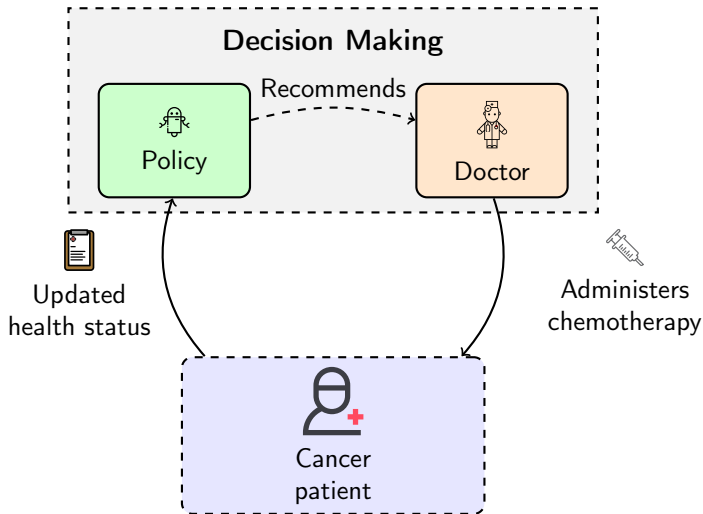 Decision Making
Recommends
Policy
Doctor
Updated
health status
Administers
chemotherapy
Cancer
patient